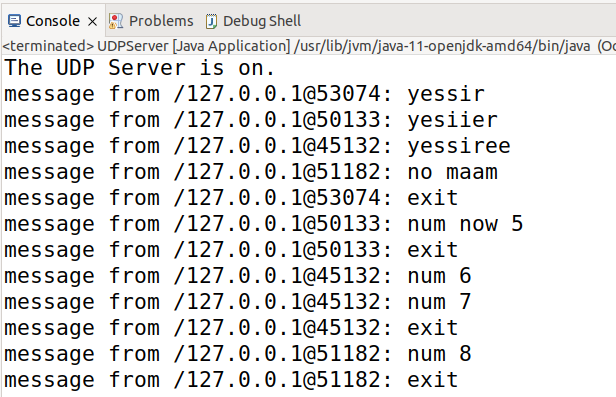 Console Problems Debug Shell
<terminated> UDPServer [Java Application] /usr/lib/jvm/java-11-openjdk-amd64/bin/java (Oc
The UDP Server is on.
message from /127.0.0.1@53074: yessir
message from /127.0.0.1@50133: yesiier
message from /127.0.0.1@45132: yessiree
message from /127.0.0.1@51182: no maam
message from /127.0.0.1@53074: exit
message from /127.0.0.1@50133: num now 5
message from /127.0.0.1@50133: exit
message from /127.0.0.1@45132: num 6
message from /127.0.0.1@45132: num 7
message from /127.0.0.1@45132: exit
message from /127.0.0.1@51182: num 8
message from /127.0.0.1@51182: exit